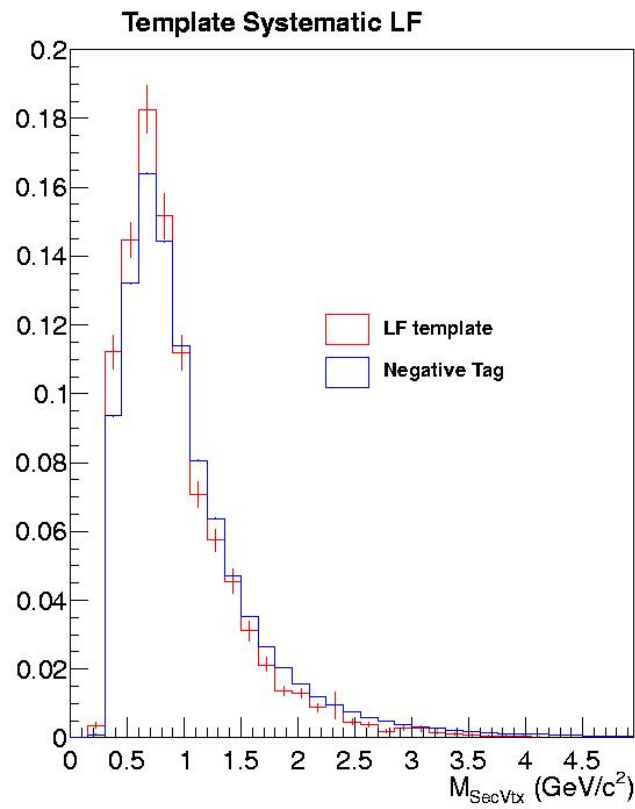 Template Systematic LF
0.2
0.18
0.16
0.14
0.12
0.1
0.08
0.06
0.04
0.02
0
LF template
Negative Tag
0 0.5 1 1.5 2 2.5 3 3.5 4 4.5
M_SecVtx (GeV/c²)